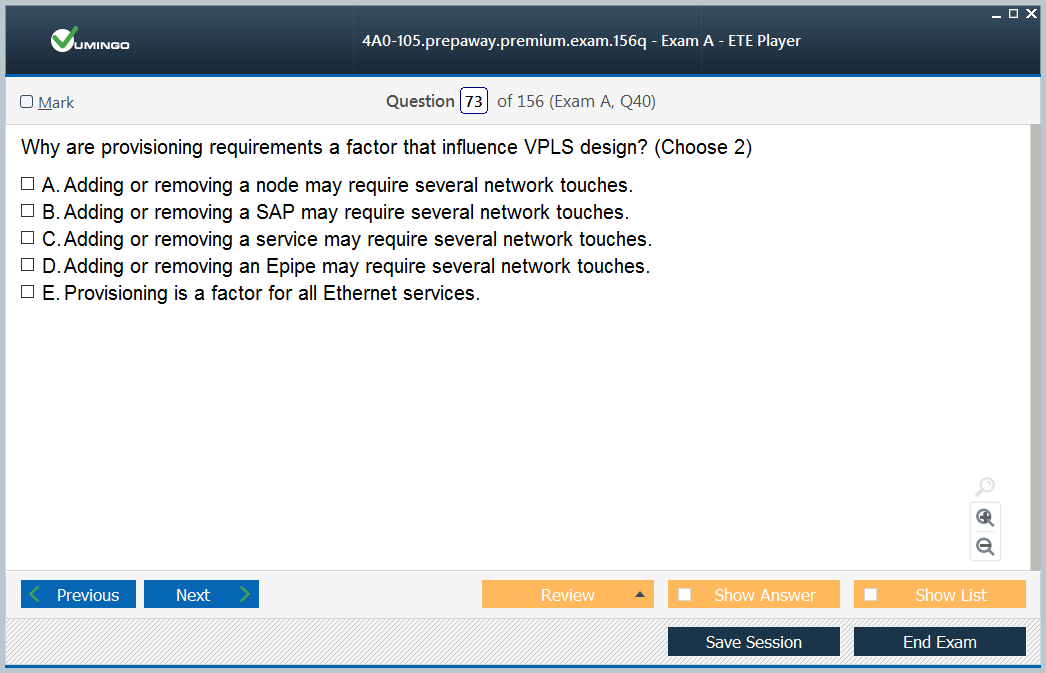 VUMINGO
4A0-105.prepaway.premium.exam.156q - Exam A - ETE Player
Mark
Question 73 of 156 (Exam A, Q40)
Why are provisioning requirements a factor that influence VPLS design? (Choose 2)
A. Adding or removing a node may require several network touches.
B. Adding or removing a SAP may require several network touches.
C. Adding or removing a service may require several network touches.
D. Adding or removing an Epipe may require several network touches.
E. Provisioning is a factor for all Ethernet services.
Previous Next Review Show Answer Show List
Save Session End Exam